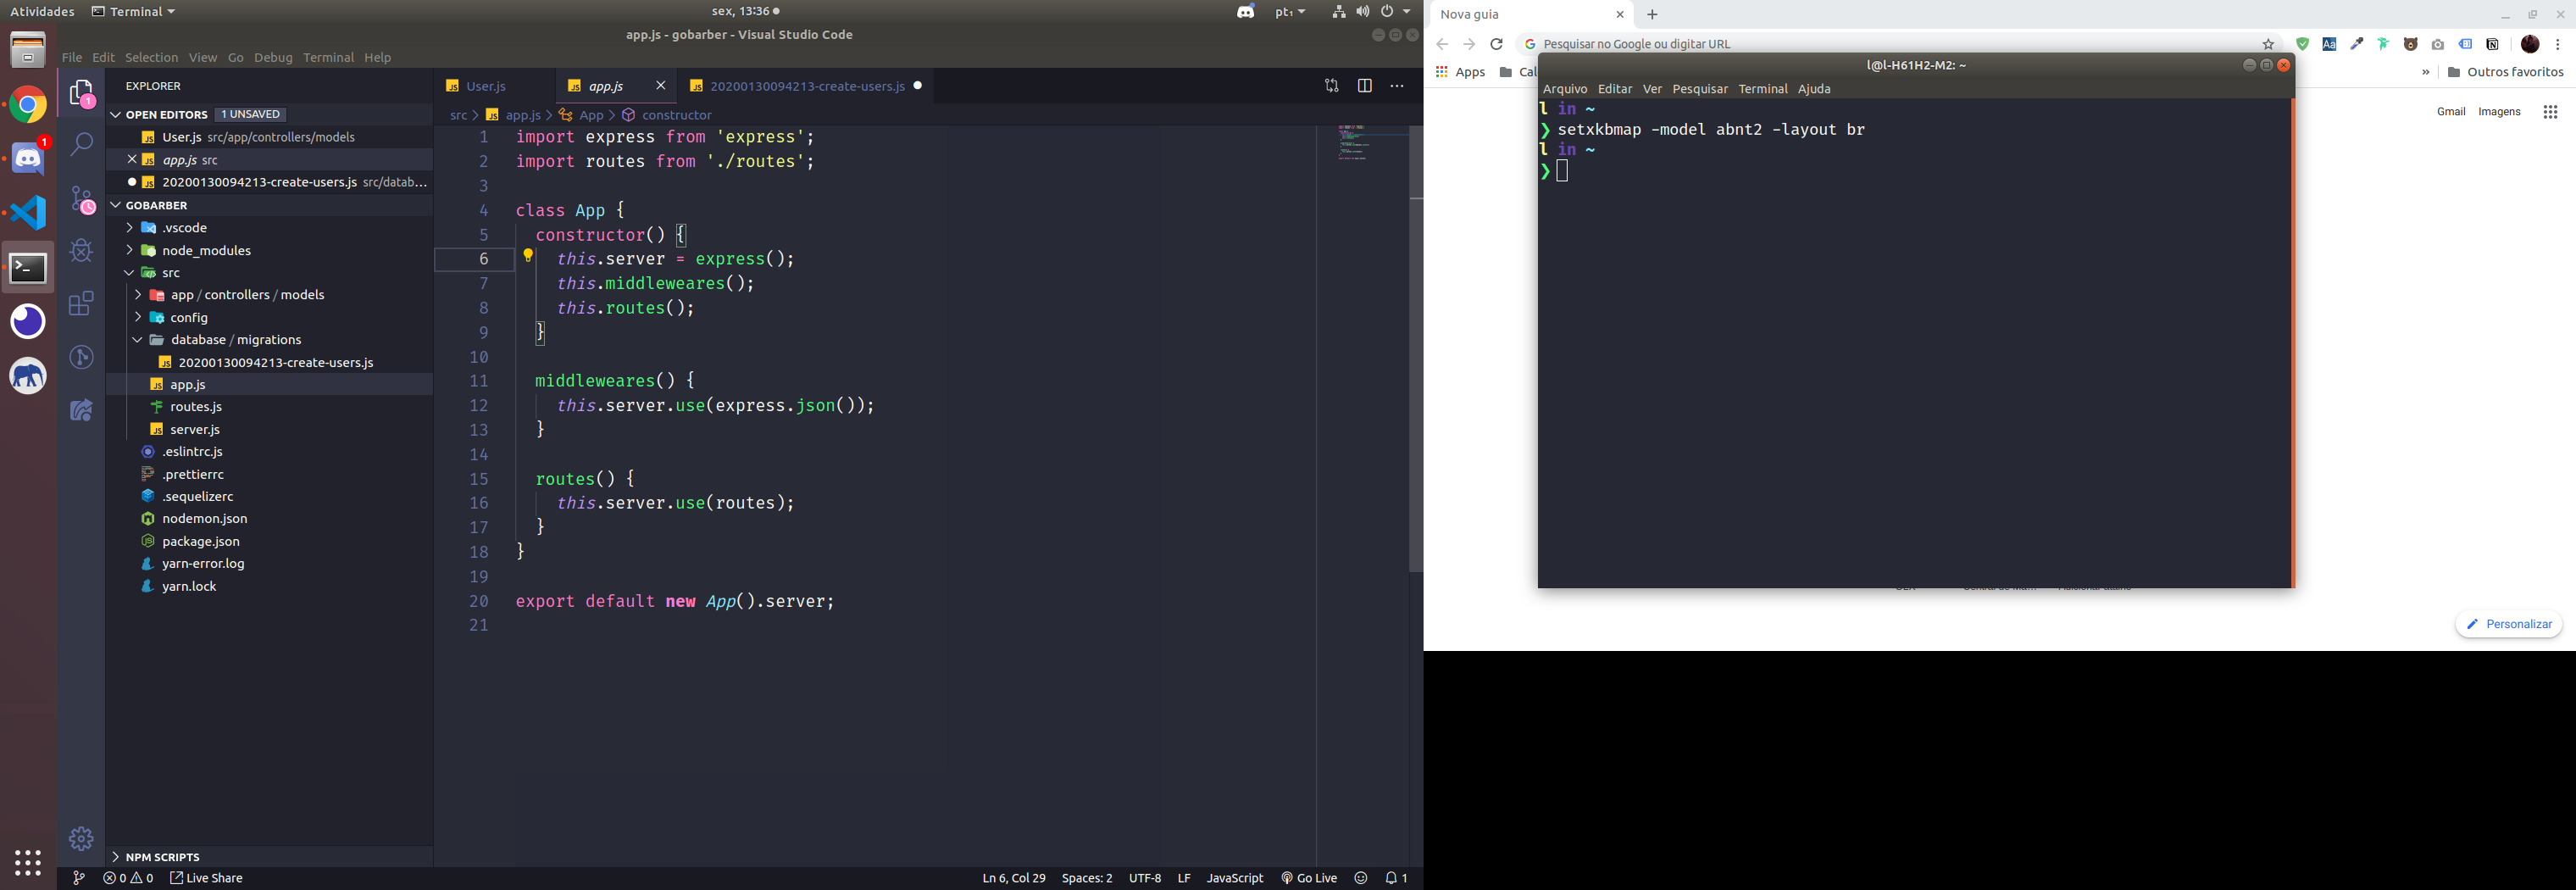 Atividades
Terminal
sex, 13:36
pt₁
app.js - gobarber - Visual Studio Code
File Edit Selection View Go Debug Terminal Help
1
1
EXPLORER
OPEN EDITORS 1 UNSAVED
User.js src/app/controllers/models
app.js src
20200130094213-create-users.js src/datab...
GOBARBER
.vscode
node_modules
src
app / controllers / models
config
database / migrations
20200130094213-create-users.js
app.js
routes.js
server.js
.eslintrc.js
.prettierrc
.sequelizerc
nodemon.json
package.json
yarn-error.log
yarn.lock
NPM SCRIPTS
User.js
app.js
20200130094213-create-users.js
src > app.js > App > constructor
1 import express from 'express';
2 import routes from './routes';
3
4 class App {
5 constructor() {
6 this.server = express();
7 this.middleweares();
8 this.routes();
9 }
10
11 middleweares() {
12 this.server.use(express.json());
13 }
14
15 routes() {
16 this.server.use(routes);
17 }
18 }
19
20 export default new App().server;
21
0 0 Live Share
Ln 6, Col 29 Spaces: 2 UTF-8 LF JavaScript Go Live 1
Nova guia
Pesquisar no Google ou digitar URL
Apps
Cal
» Outros favoritos
Gmail Imagens
l@l-H61H2-M2: ~
Arquivo Editar Ver Pesquisar Terminal Ajuda
l in ~
❯ setxkbmap -model abnt2 -layout br
l in ~
❯
Personalizar